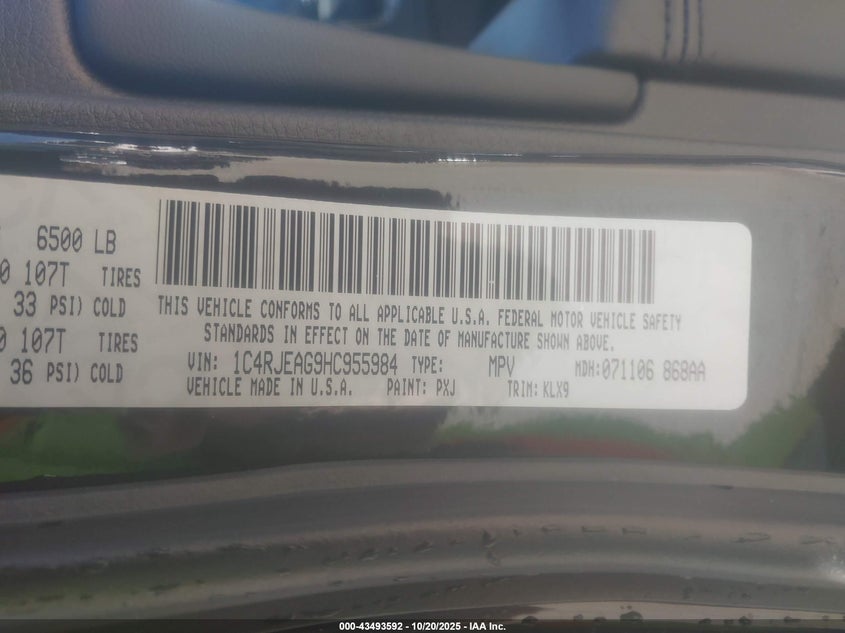 6500 LB
0 107T TIRES
33 PSI) COLD
0 107T TIRES
36 PSI) COLD
THIS VEHICLE CONFORMS TO ALL APPLICABLE U.S.A. FEDERAL MOTOR VEHICLE SAFETY
STANDARDS IN EFFECT ON THE DATE OF MANUFACTURE SHOWN ABOVE.
VIN: 1C4RJEAG9HC955984 TYPE: MPV MDH:071106 868AA
VEHICLE MADE IN U.S.A. PAINT: PXJ TRIM: KLX9
000-43493592 | 10/20/2025 - IAA Inc.